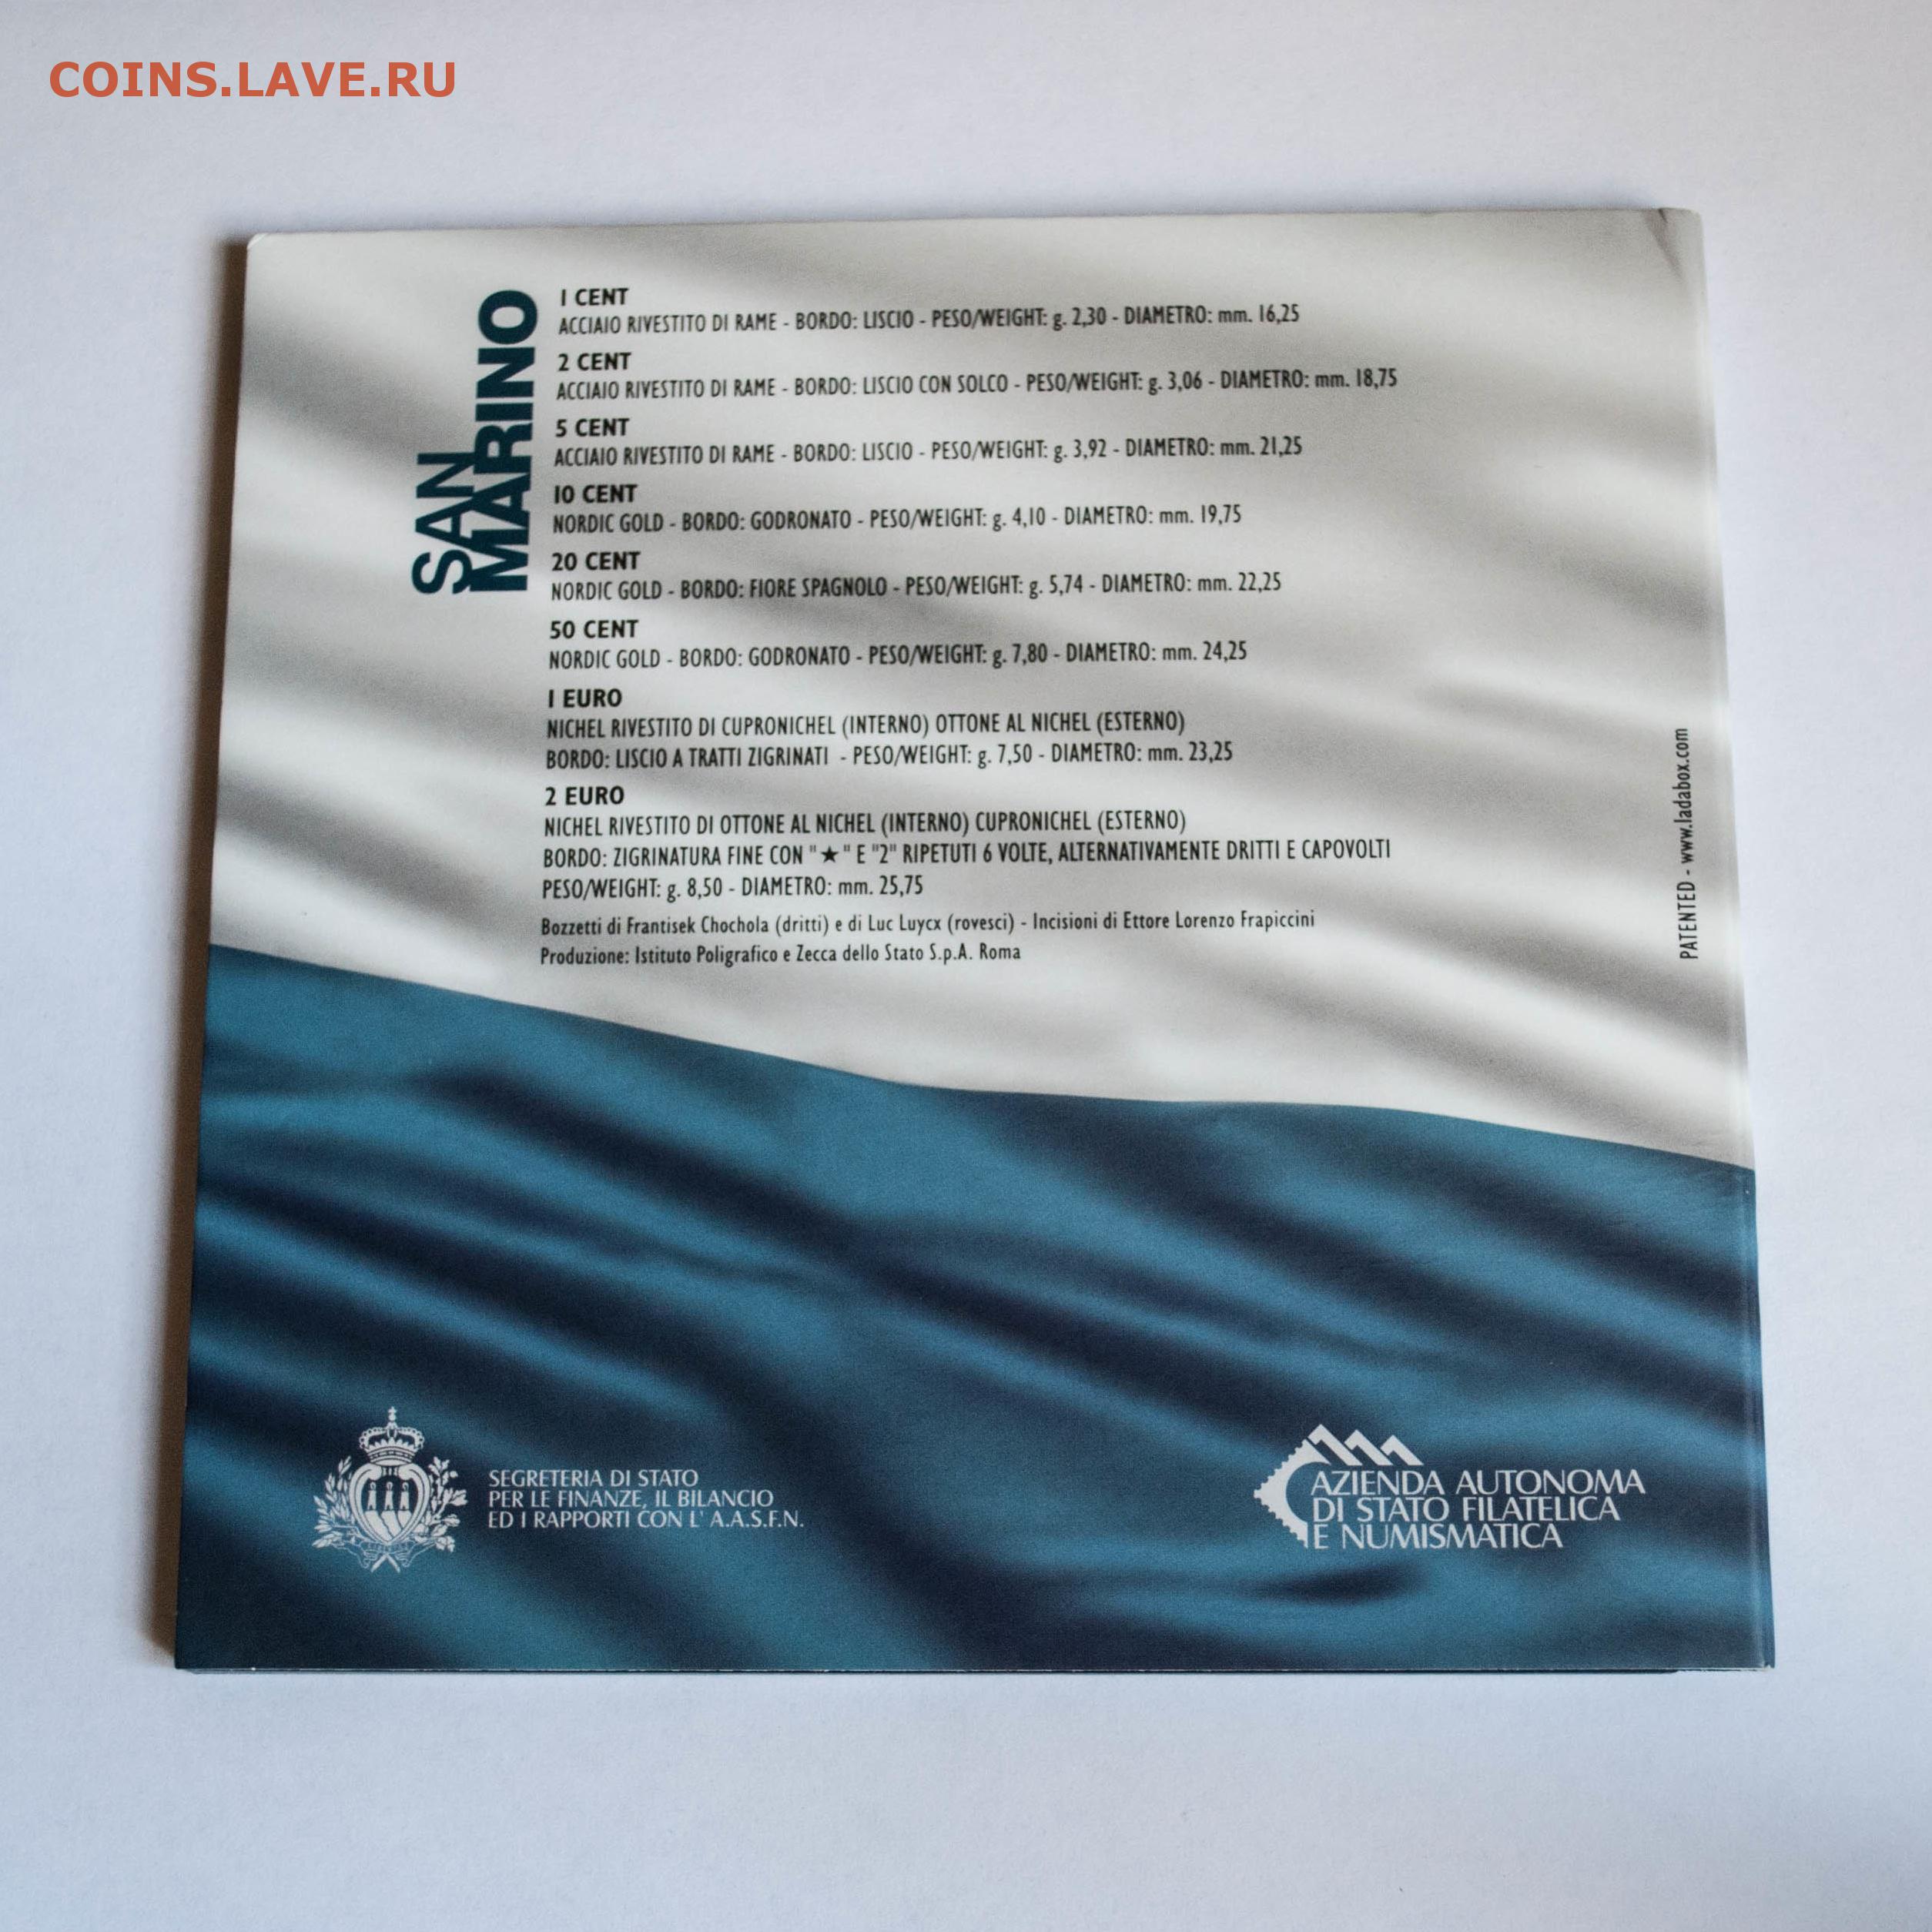 COINS.LAVE.RU
SAN
MARINO
1 CENT
ACCIAIO RIVESTITO DI RAME - BORDO: LISCIO - PESO/WEIGHT: g. 2,30 - DIAMETRO: mm. 16,25
2 CENT
ACCIAIO RIVESTITO DI RAME - BORDO: LISCIO CON SOLCO - PESO/WEIGHT: g. 3,06 - DIAMETRO: mm. 18,75
5 CENT
ACCIAIO RIVESTITO DI RAME - BORDO: LISCIO - PESO/WEIGHT: g. 3,92 - DIAMETRO: mm. 21,25
10 CENT
NORDIC GOLD - BORDO: GODRONATO - PESO/WEIGHT: g. 4,10 - DIAMETRO: mm. 19,75
20 CENT
NORDIC GOLD - BORDO: FIORE SPAGNOLO - PESO/WEIGHT: g. 5,74 - DIAMETRO: mm. 22,25
50 CENT
NORDIC GOLD - BORDO: GODRONATO - PESO/WEIGHT: g. 7,80 - DIAMETRO: mm. 24,25
1 EURO
NICHEL RIVESTITO DI CUPRONICHEL (INTERNO) OTTONE AL NICHEL (ESTERNO)
BORDO: LISCIO A TRATTI ZIGRINATI - PESO/WEIGHT: g. 7,50 - DIAMETRO: mm. 23,25
2 EURO
NICHEL RIVESTITO DI OTTONE AL NICHEL (INTERNO) CUPRONICHEL (ESTERNO)
BORDO: ZIGRINATURA FINE CON "★" E "2" RIPETUTI 6 VOLTE, ALTERNATIVAMENTE DRITTI E CAPOVOLTI
PESO/WEIGHT: g. 8,50 - DIAMETRO: mm. 25,75
Bozzetti di Frantisek Chochola (dritti) e di Luc Luycx (rovesci) - Incisioni di Ettore Lorenzo Frapiccini
Produzione: Istituto Poligrafico e Zecca dello Stato S.p.A. Roma
PATENTED - www.ladabox.com
SEGRETERIA DI STATO
PER LE FINANZE, IL BILANCIO
ED I RAPPORTI CON L' A.A.S.F.N.
AZIENDA AUTONOMA
DI STATO FILATELICA
E NUMISMATICA